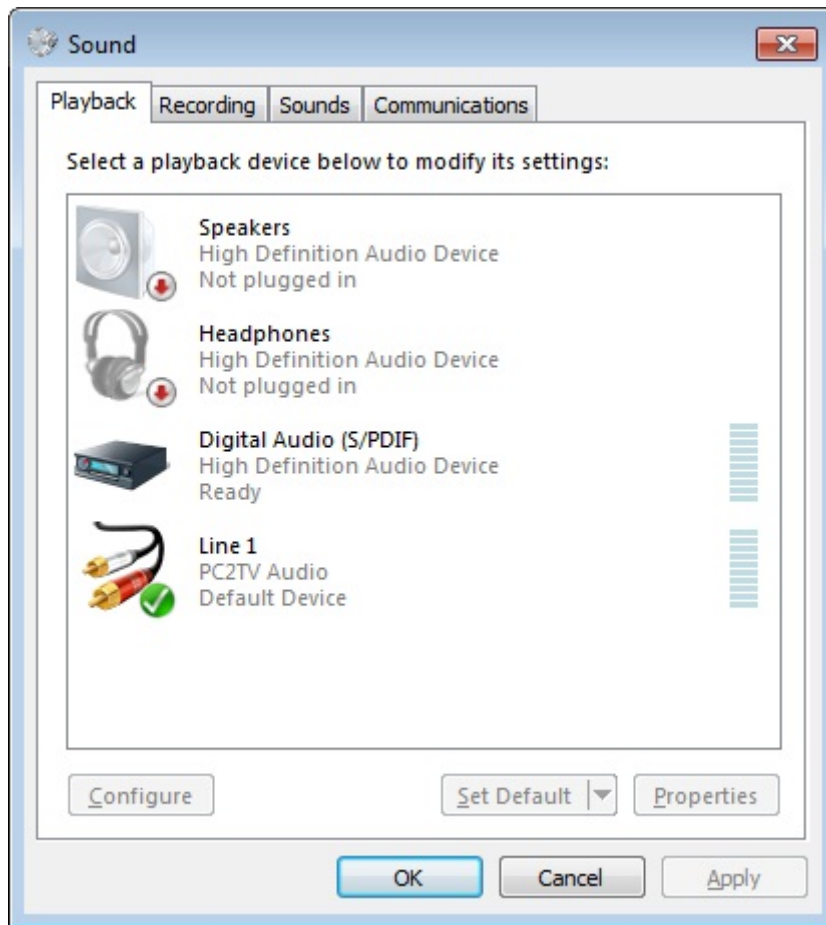 Sound
Playback Recording Sounds Communications
Select a playback device below to modify its settings:
Speakers
High Definition Audio Device
Not plugged in
Headphones
High Definition Audio Device
Not plugged in
Digital Audio (S/PDIF)
High Definition Audio Device
Ready
Line 1
PC2TV Audio
Default Device
Configure Set Default Properties
OK Cancel Apply